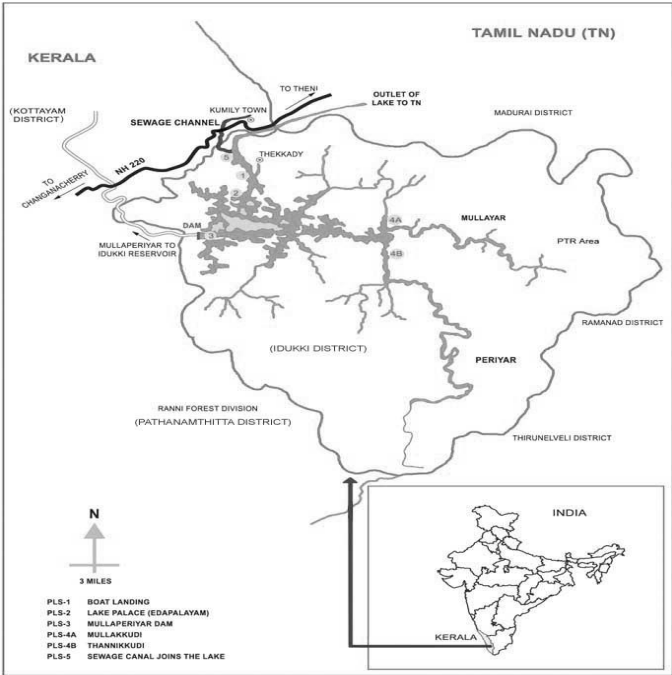 TAMIL NADU (TN)
KERALA
TO THENI
OUTLET OF
LAKE TO TN
(KOTTAYAM
DISTRICT)
KUMILY TOWN
SEWAGE CHANNEL
MADURAI DISTRICT
5
THEKKADY
NH 220
1
TO
CHANGANACHERRY
2
4A
MULLAYAR
DAM
3
PTR Area
MULLAPERIYAR TO
IDUKKI RESERVOIR
4B
RAMANAD DISTRICT
(IDUKKI DISTRICT)
PERIYAR
RANNI FOREST DIVISION
(PATHANAMTHITTA DISTRICT)
THIRUNELVELI DISTRICT
N
3 MILES
PLS-1 BOAT LANDING
PLS-2 LAKE PALACE (EDAPALAYAM)
PLS-3 MULLAPERIYAR DAM
PLS-4A MULLAKKUDI
PLS-4B THANNIKKUDI
PLS-5 SEWAGE CANAL JOINS THE LAKE
INDIA
KERALA